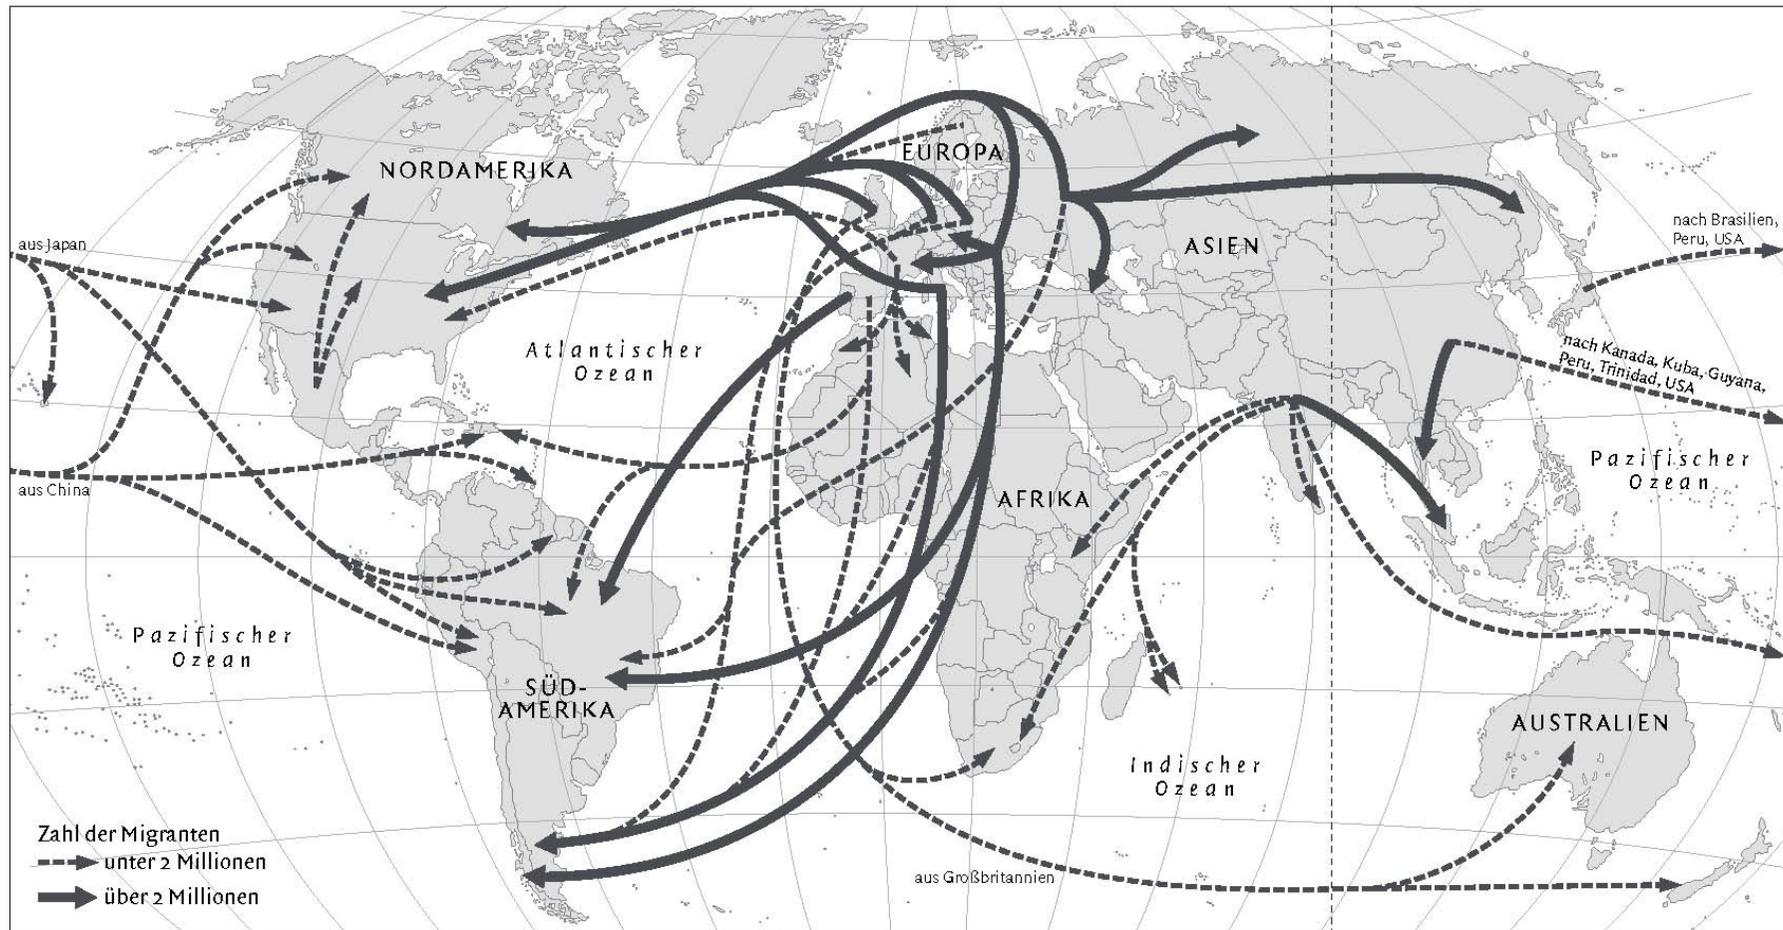 NORDAMERIKA
EUROPA
ASIEN
aus Japan
nach Brasilien,
Peru, USA
Atlantischer
Ozean
nach Kanada, Kuba, Guyana,
Peru, Trinidad, USA
aus China
AFRIKA
Pazifischer
Ozean
Pazifischer
Ozean
SÜD-
AMERIKA
AUSTRALIEN
Indischer
Ozean
aus Großbritannien
Zahl der Migranten
unter 2 Millionen
über 2 Millionen